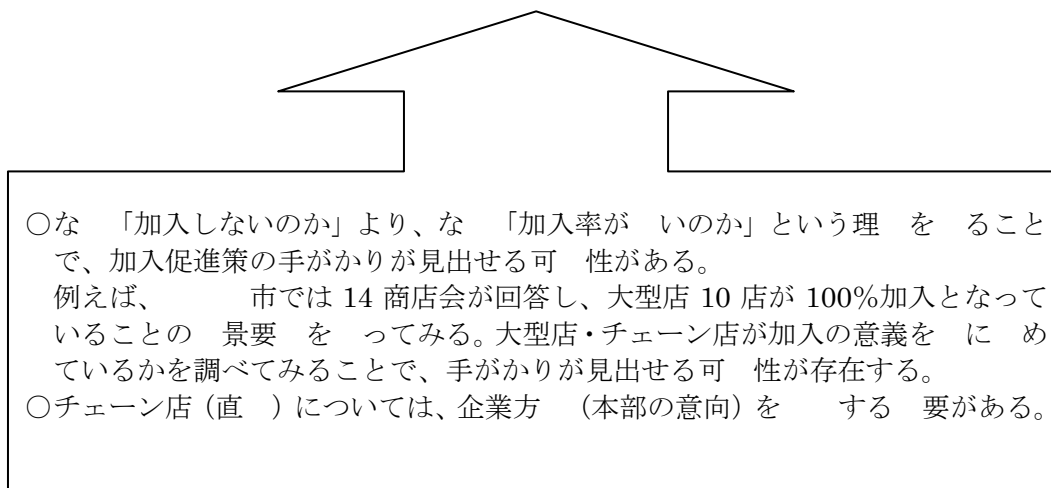 ○な　「加入しないのか」より、な　「加入率が　いのか」という理　を　ること
で、加入促進策の手がかりが見出せる可　性がある。
例えば、　　　市では 14 商店会が回答し、大型店 10 店が 100%加入となって
いることの　景要　を　ってみる。大型店・チェーン店が加入の意義を　に　め
ているかを調べてみることで、手がかりが見出せる可　性が存在する。
○チェーン店（直　）については、企業方　（本部の意向）を　　する　要がある。